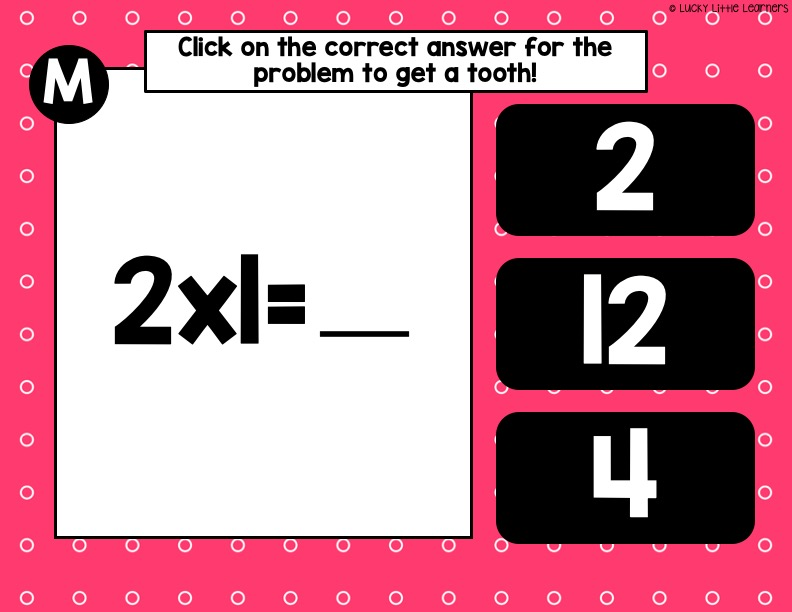 © Lucky Little Learners
Click on the correct answer for the
problem to get a tooth!
M
2x1=__
2
12
4